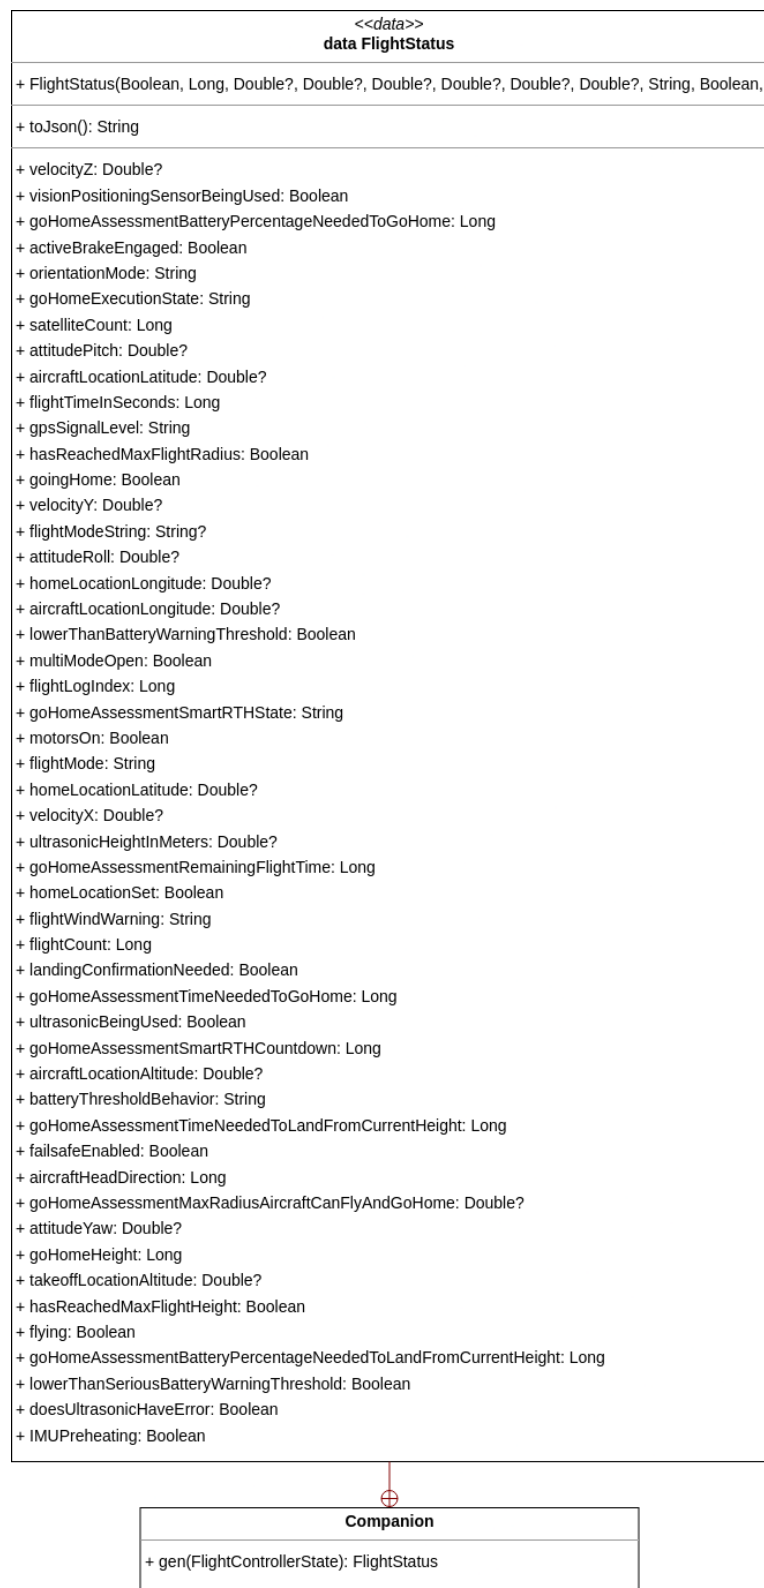 <<data>>
data FlightStatus
+ FlightStatus(Boolean, Long, Double?, Double?, Double?, Double?, Double?, Double?, String, Boolean,
+ toJson(): String
+ velocityZ: Double?
+ visionPositioningSensorBeingUsed: Boolean
+ goHomeAssessmentBatteryPercentageNeededToGoHome: Long
+ activeBrakeEngaged: Boolean
+ orientationMode: String
+ goHomeExecutionState: String
+ satelliteCount: Long
+ attitudePitch: Double?
+ aircraftLocationLatitude: Double?
+ flightTimeInSeconds: Long
+ gpsSignalLevel: String
+ hasReachedMaxFlightRadius: Boolean
+ goingHome: Boolean
+ velocityY: Double?
+ flightModeString: String?
+ attitudeRoll: Double?
+ homeLocationLongitude: Double?
+ aircraftLocationLongitude: Double?
+ lowerThanBatteryWarningThreshold: Boolean
+ multiModeOpen: Boolean
+ flightLogIndex: Long
+ goHomeAssessmentSmartRTHState: String
+ motorsOn: Boolean
+ flightMode: String
+ homeLocationLatitude: Double?
+ velocityX: Double?
+ ultrasonicHeightInMeters: Double?
+ goHomeAssessmentRemainingFlightTime: Long
+ homeLocationSet: Boolean
+ flightWindWarning: String
+ flightCount: Long
+ landingConfirmationNeeded: Boolean
+ goHomeAssessmentTimeNeededToGoHome: Long
+ ultrasonicBeingUsed: Boolean
+ goHomeAssessmentSmartRTHCountdown: Long
+ aircraftLocationAltitude: Double?
+ batteryThresholdBehavior: String
+ goHomeAssessmentTimeNeededToLandFromCurrentHeight: Long
+ failsafeEnabled: Boolean
+ aircraftHeadDirection: Long
+ goHomeAssessmentMaxRadiusAircraftCanFlyAndGoHome: Double?
+ attitudeYaw: Double?
+ goHomeHeight: Long
+ takeoffLocationAltitude: Double?
+ hasReachedMaxFlightHeight: Boolean
+ flying: Boolean
+ goHomeAssessmentBatteryPercentageNeededToLandFromCurrentHeight: Long
+ lowerThanSeriousBatteryWarningThreshold: Boolean
+ doesUltrasonicHaveError: Boolean
+ IMUPreheating: Boolean
Companion
+ gen(FlightControllerState): FlightStatus